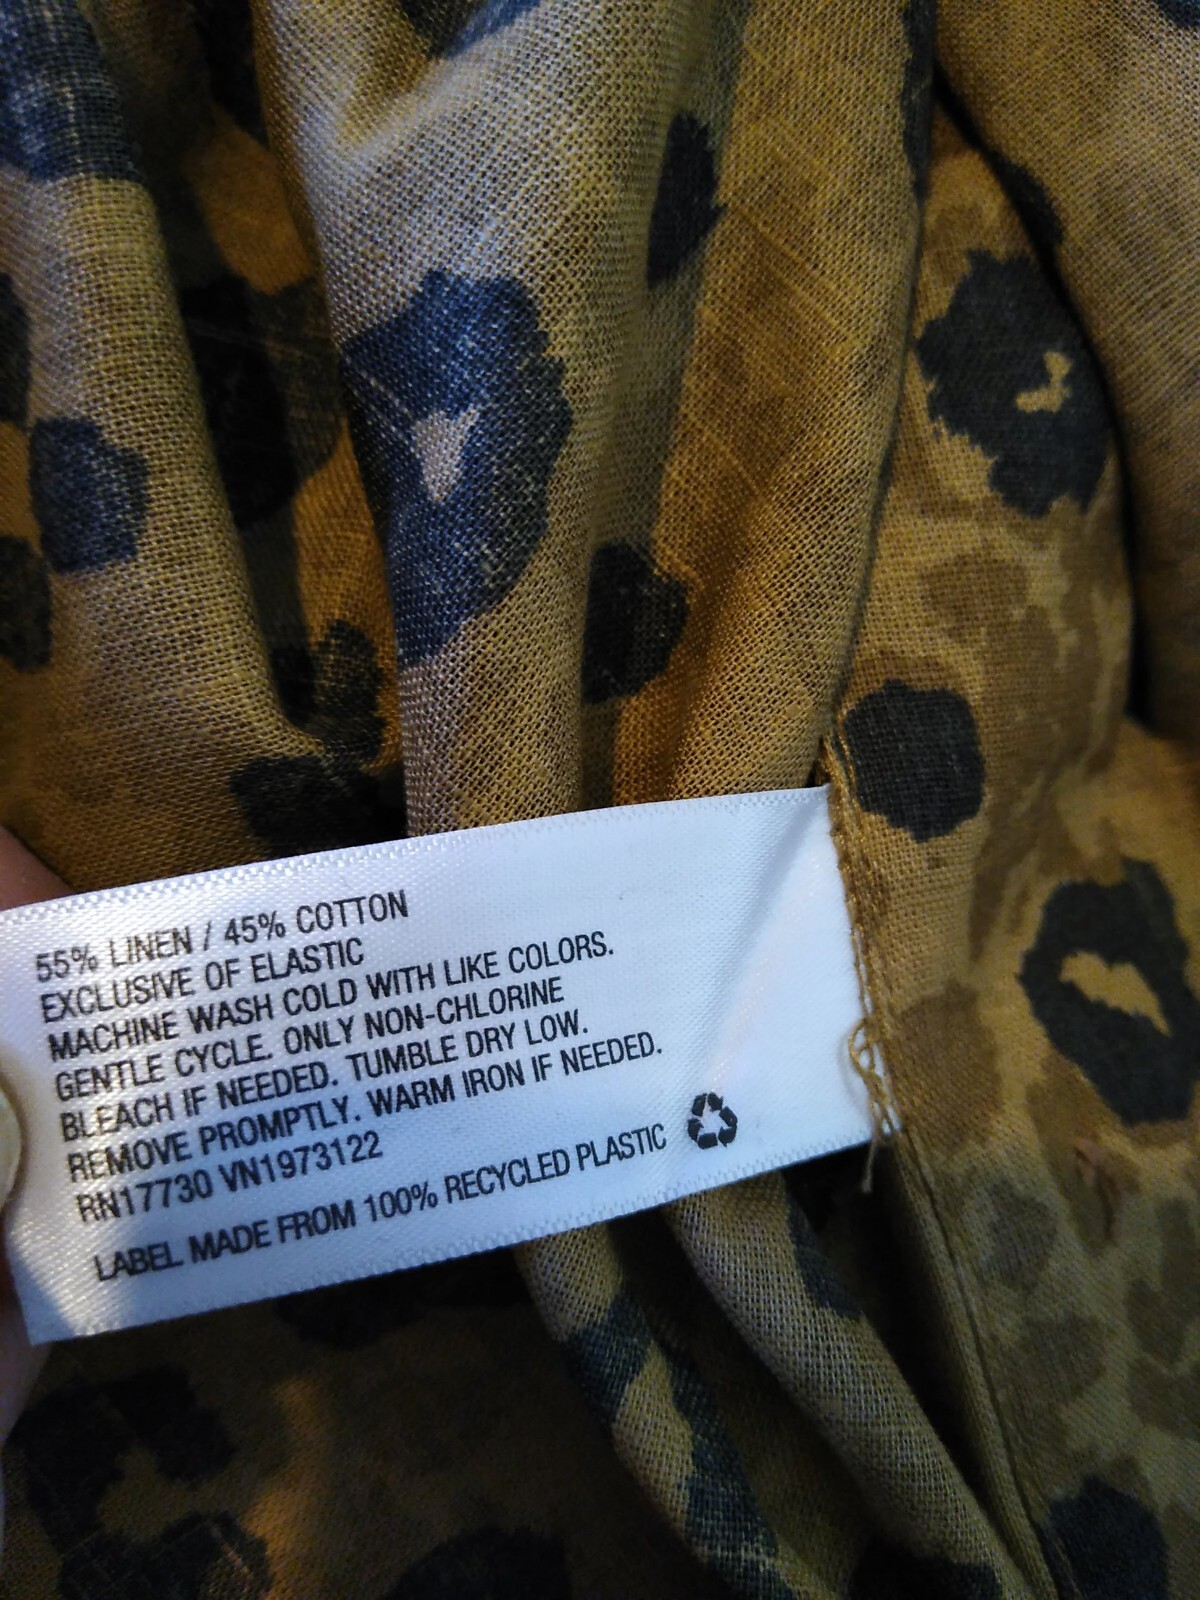 55% LINEN / 45% COTTON
EXCLUSIVE OF ELASTIC
MACHINE WASH COLD WITH LIKE COLORS.
GENTLE CYCLE. ONLY NON-CHLORINE
BLEACH IF NEEDED. TUMBLE DRY LOW.
REMOVE PROMPTLY. WARM IRON IF NEEDED.
RN17730 VN1973122
LABEL MADE FROM 100% RECYCLED PLASTIC